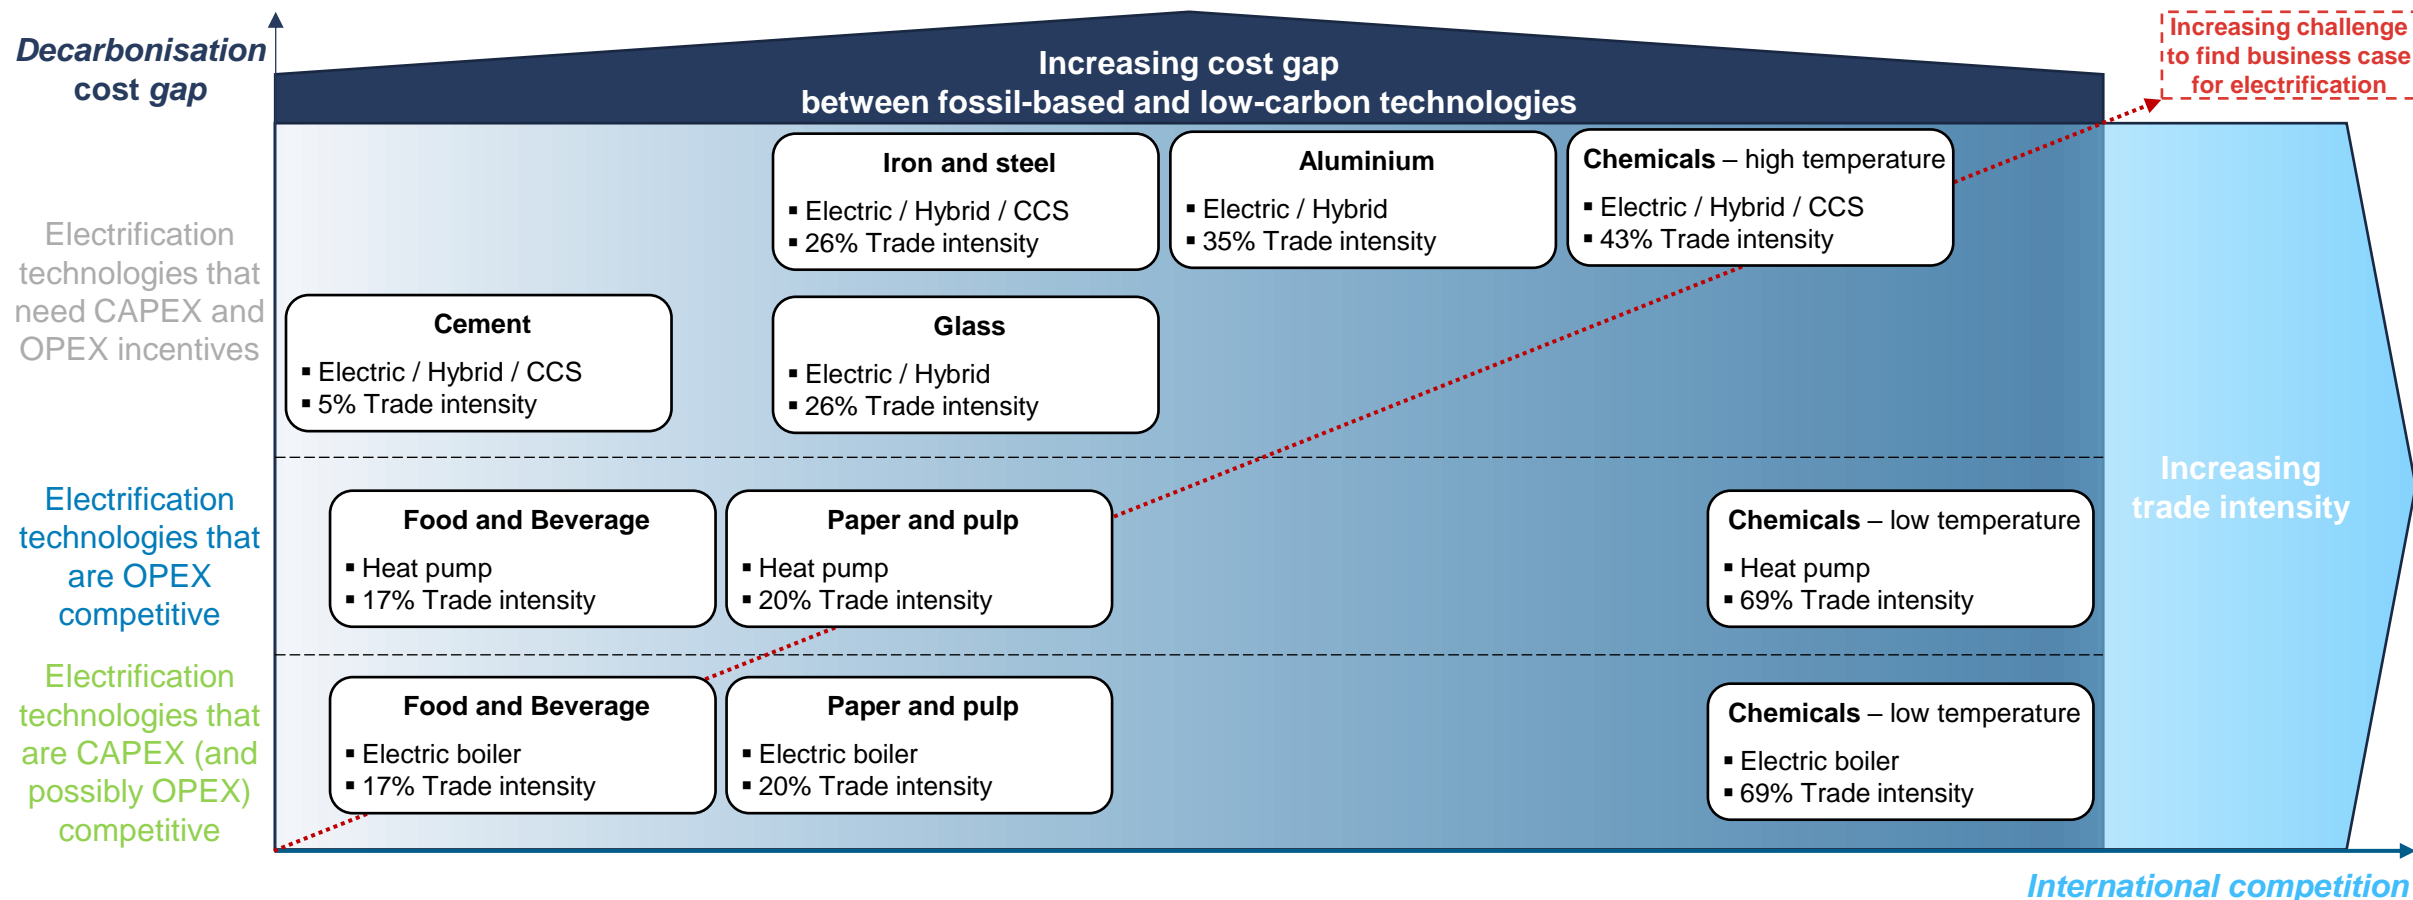 Decarbonisation
cost gap
Increasing cost gap
between fossil-based and low-carbon technologies
Increasing challenge
to find business case
for electrification
Electrification
technologies that
need CAPEX and
OPEX incentives
Iron and steel
▪ Electric / Hybrid / CCS
▪ 26% Trade intensity
Aluminium
▪ Electric / Hybrid
▪ 35% Trade intensity
Chemicals – high temperature
▪ Electric / Hybrid / CCS
▪ 43% Trade intensity
Cement
▪ Electric / Hybrid / CCS
▪ 5% Trade intensity
Glass
▪ Electric / Hybrid
▪ 26% Trade intensity
Electrification
technologies that
are OPEX
competitive
Food and Beverage
▪ Heat pump
▪ 17% Trade intensity
Paper and pulp
▪ Heat pump
▪ 20% Trade intensity
Chemicals – low temperature
▪ Heat pump
▪ 69% Trade intensity
Increasing
trade intensity
Electrification
technologies that
are CAPEX (and
possibly OPEX)
competitive
Food and Beverage
▪ Electric boiler
▪ 17% Trade intensity
Paper and pulp
▪ Electric boiler
▪ 20% Trade intensity
Chemicals – low temperature
▪ Electric boiler
▪ 69% Trade intensity
International competition